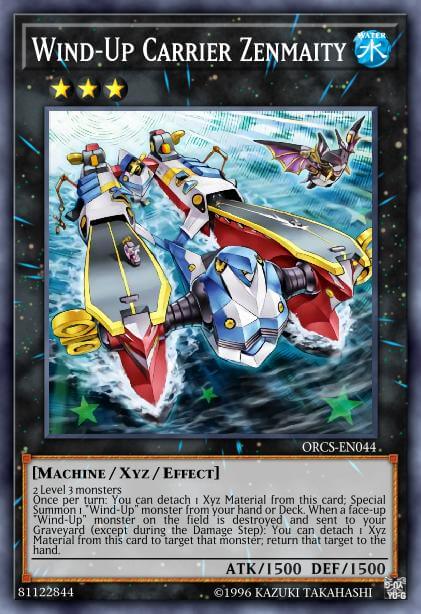 WIND-UP CARRIER ZENMAITY
WATER
水
ORCS-EN044
[MACHINE / XYZ / EFFECT]
2 Level 3 monsters
Once per turn: You can detach 1 Xyz Material from this card; Special
Summon 1 "Wind-Up" monster from your hand or Deck. When a face-up
"Wind-Up" monster on the field is destroyed and sent to your
Graveyard (except during the Damage Step): You can detach 1 Xyz
Material from this card to target that monster; return that target to the
hand.
ATK/1500 DEF/1500
81122844
©1996 KAZUKI TAKAHASHI